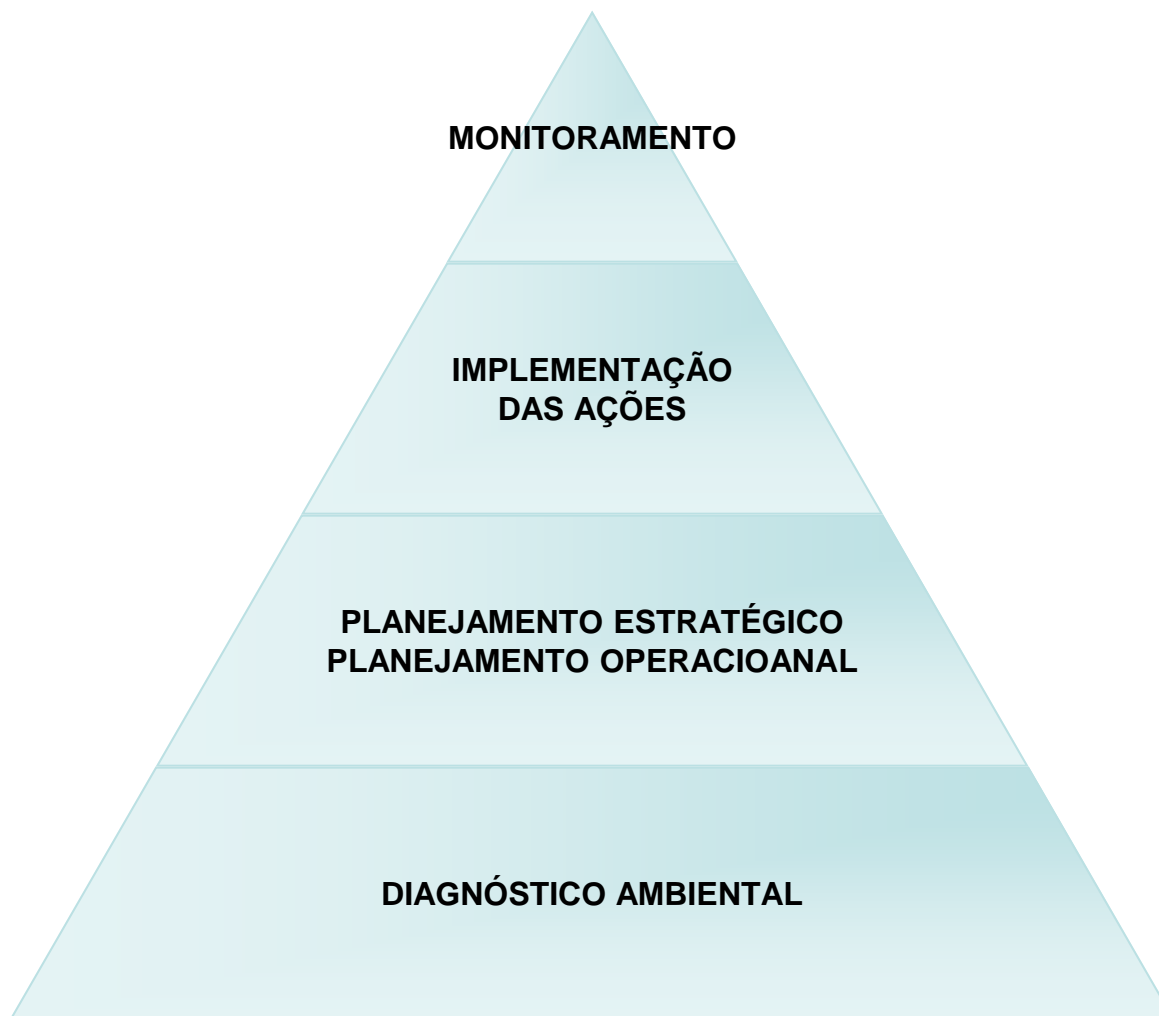 MONITORAMENTO
IMPLEMENTAÇÃO
DAS AÇÕES
PLANEJAMENTO ESTRATÉGICO
PLANEJAMENTO OPERACIOANAL
DIAGNÓSTICO AMBIENTAL